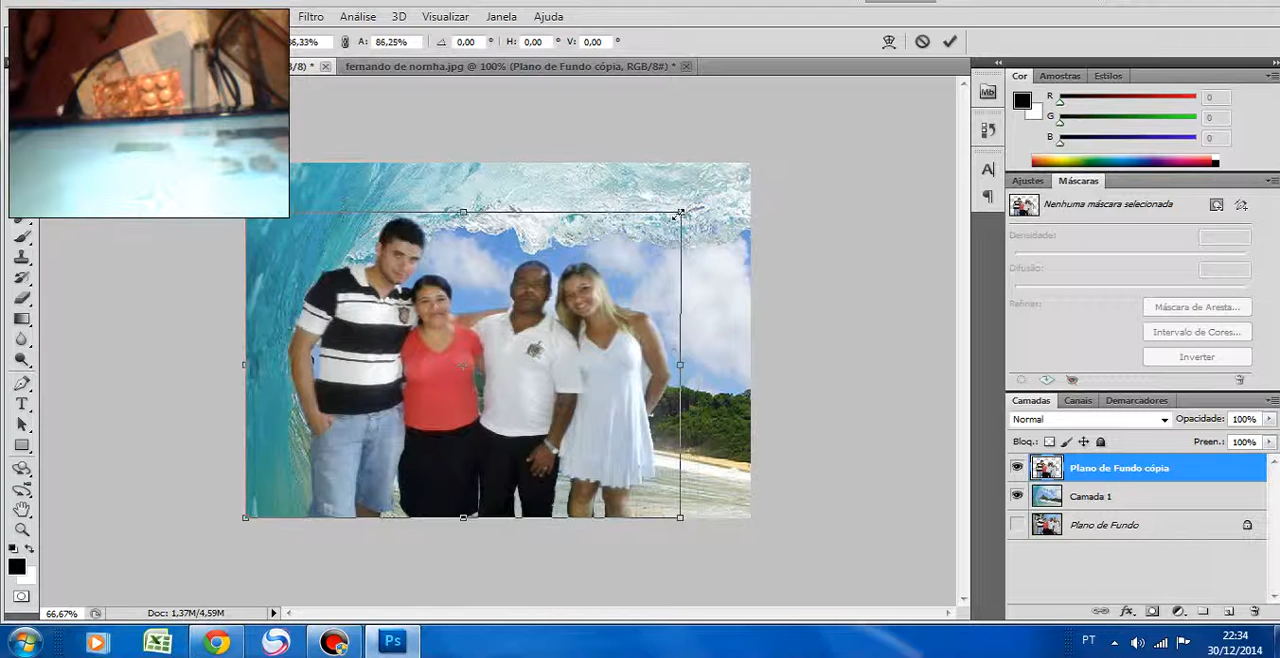 Filtro Análise 3D Visualizar Janela Ajuda
86,33% A: 86,25% 0,00 ° H: 0,00 ° V: 0,00 °
B/8) * fernando de nornha.jpg @ 100% (Plano de Fundo cópia, RGB/8#) *
Cor Amostras Estilos
R 0
G 0
B 0
Mb
Ajustes Máscaras
Nenhuma máscara selecionada
Densidade:
Difusão:
Refinar: Máscara de Aresta...
Intervalo de Cores...
Inverter
Camadas Canais Demarcadores
Normal Opacidade: 100%
Bloq.: Preen.: 100%
Plano de Fundo cópia
Camada 1
Plano de Fundo
66,67% Doc: 1,37M/4,59M
Ps PT 22:34
30/12/2014